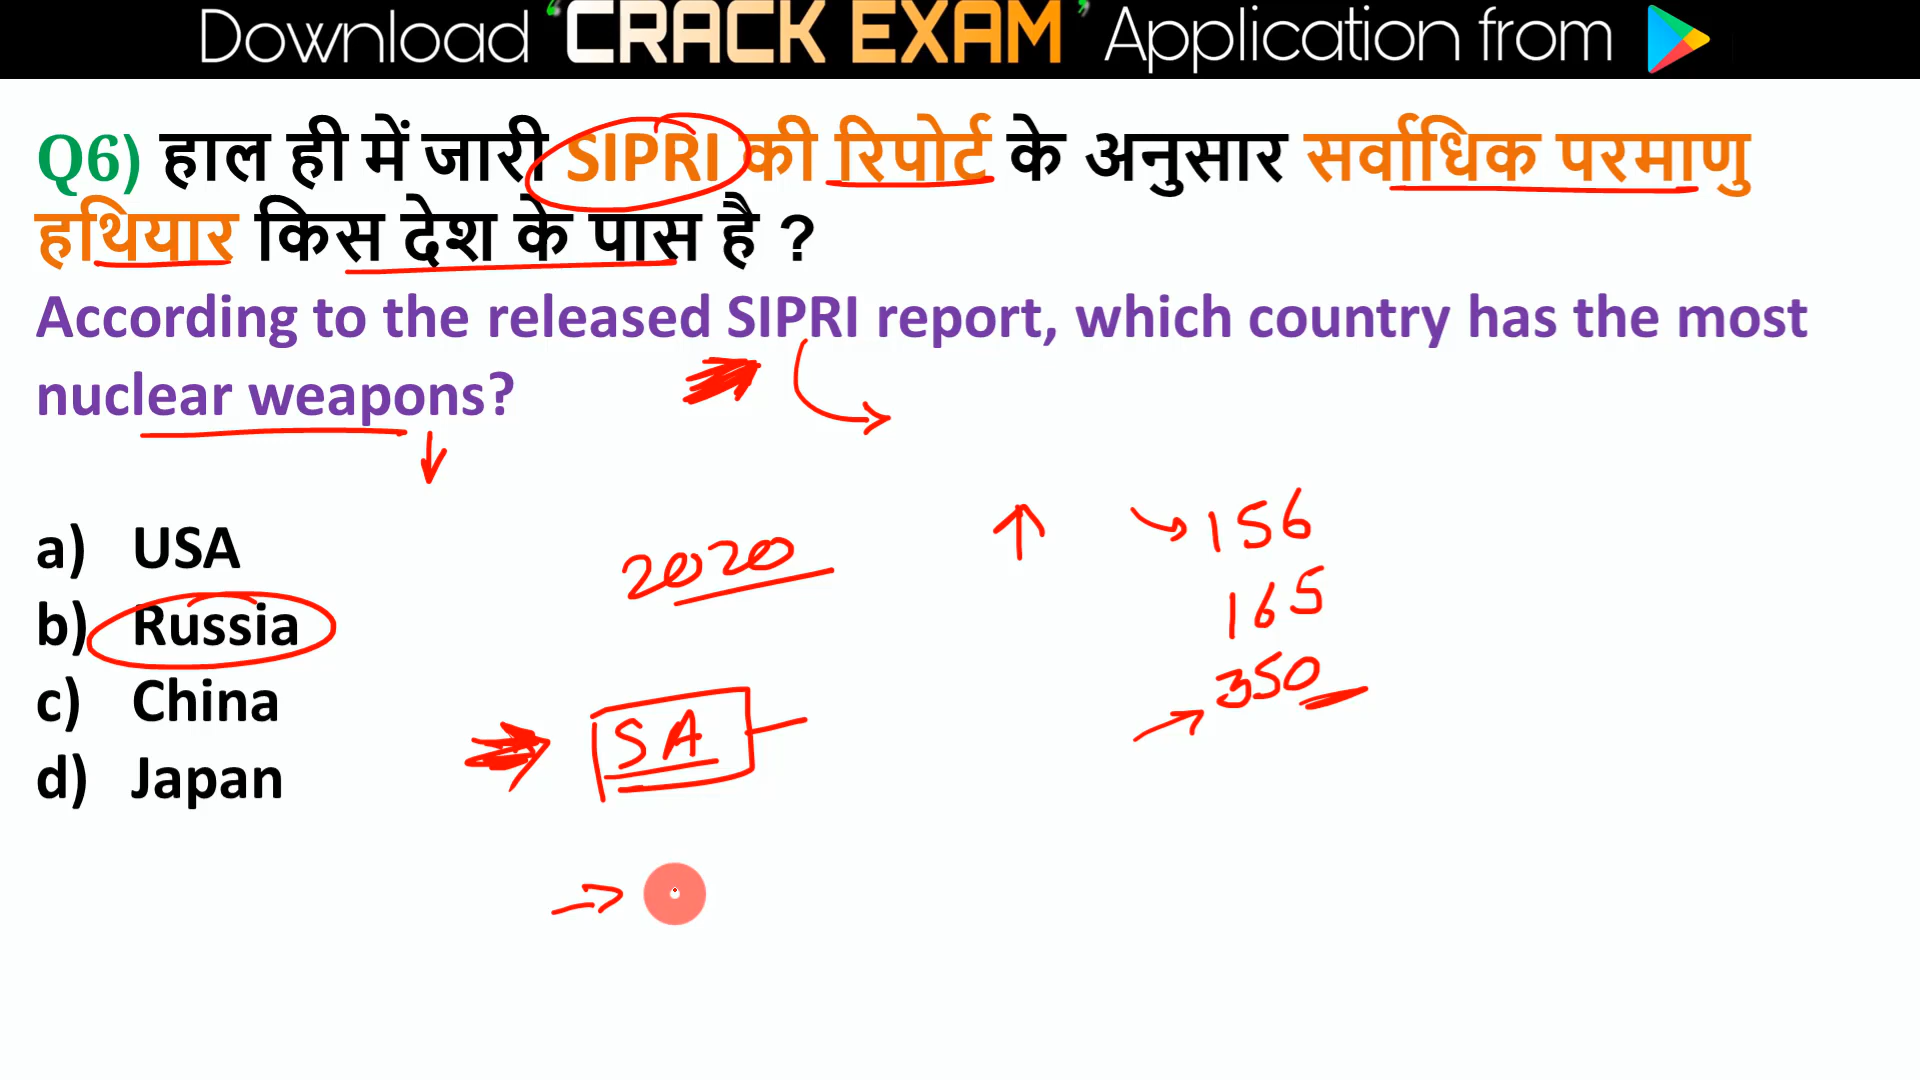 Download ‘CRACK EXAM’ Application from
Q6) हाल ही में जारी SIPRI की रिपोर्ट के अनुसार सर्वाधिक परमाणु
हथियार किस देश के पास है ?
According to the released SIPRI report, which country has the most
nuclear weapons?
a) USA
b) Russia
c) China
d) Japan
2020
SA
156
165
350